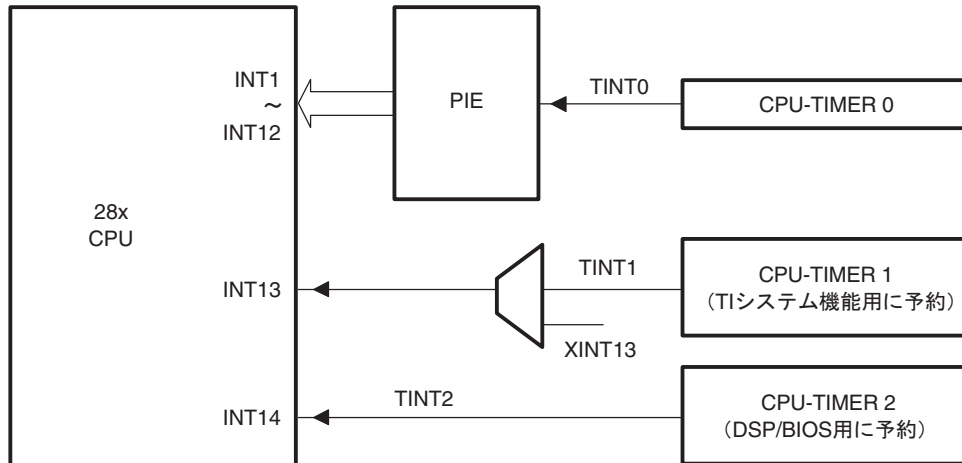 INT1
～
INT12
PIE
TINT0
CPU-TIMER 0
28x
CPU
INT13
TINT1
XINT13
CPU-TIMER 1
（TIシステム機能用に予約）
INT14
TINT2
CPU-TIMER 2
（DSP/BIOS用に予約）